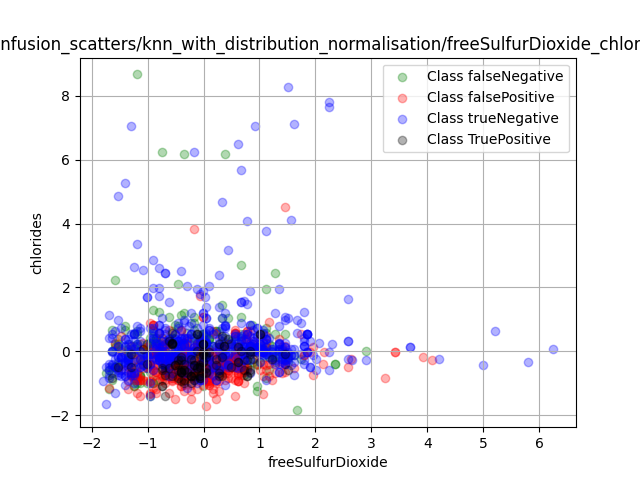 nfusion_scatters/knn_with_distribution_normalisation/freeSulfurDioxide_chlor
Class falseNegative
Class falsePositive
Class trueNegative
Class TruePositive
8
6
4
2
0
−2
chlorides
−2 −1 0 1 2 3 4 5 6
freeSulfurDioxide